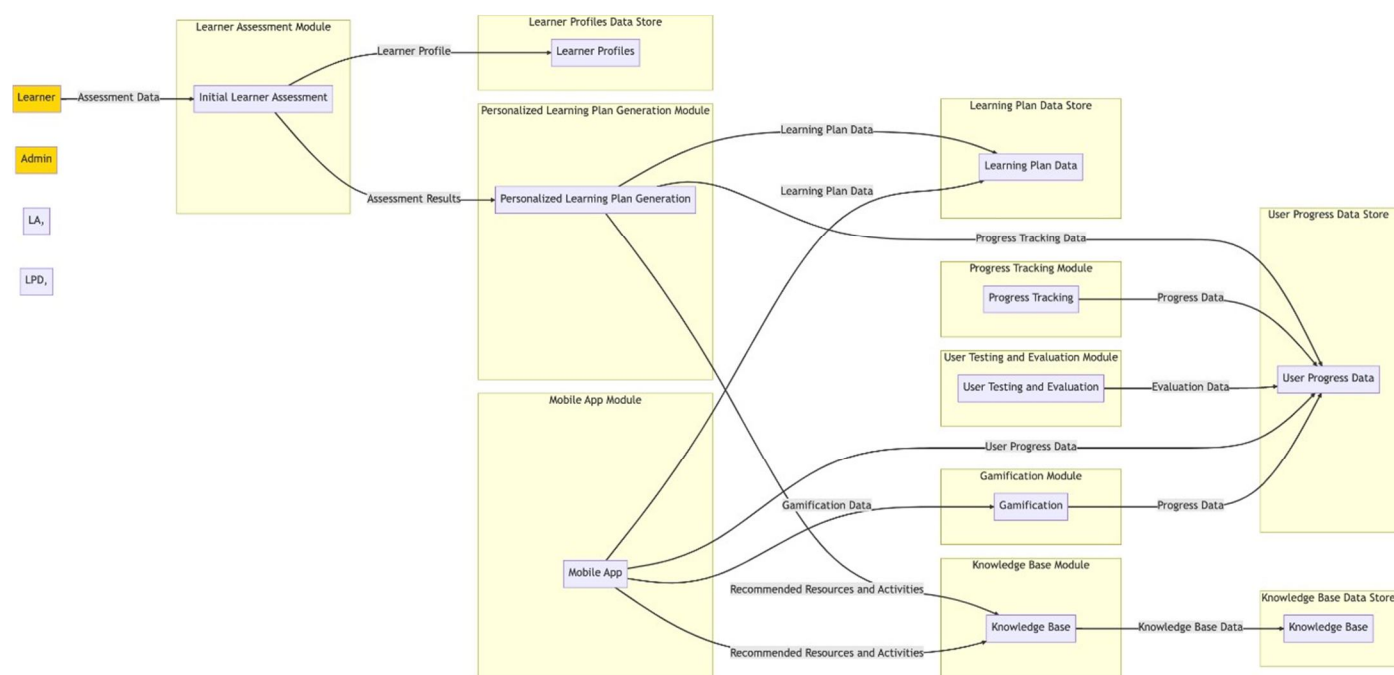 Learner Assessment Module
Learner Profiles Data Store
Learner Profile
Learner Profiles
Learner
Assessment Data
Initial Learner Assessment
Personalized Learning Plan Generation Module
Learning Plan Data Store
Learning Plan Data
Admin
Learning Plan Data
Learning Plan Data
Assessment Results
Personalized Learning Plan Generation
LA,
User Progress Data Store
Progress Tracking Data
LPD,
Progress Tracking Module
Progress Tracking
Progress Data
User Testing and Evaluation Module
User Testing and Evaluation
Evaluation Data
User Progress Data
Mobile App Module
User Progress Data
Gamification Module
Gamification Data
Gamification
Progress Data
Knowledge Base Module
Mobile App
Recommended Resources and Activities
Knowledge Base Data Store
Knowledge Base
Knowledge Base Data
Knowledge Base
Recommended Resources and Activities